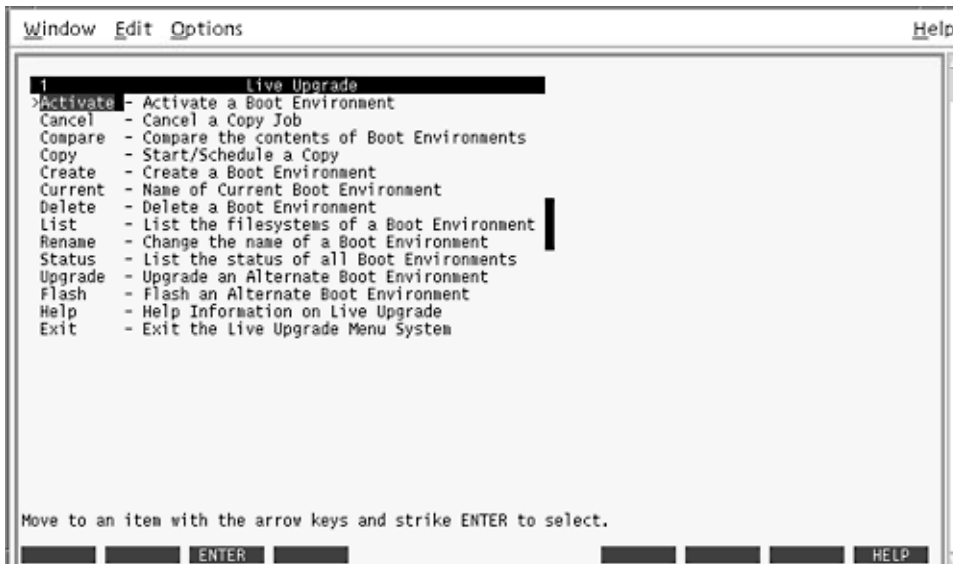 Window Edit Options Help
1 Live Upgrade
>Activate - Activate a Boot Environment
Cancel - Cancel a Copy Job
Compare - Compare the contents of Boot Environments
Copy - Start/Schedule a Copy
Create - Create a Boot Environment
Current - Name of Current Boot Environment
Delete - Delete a Boot Environment
List - List the filesystems of a Boot Environment
Rename - Change the name of a Boot Environment
Status - List the status of all Boot Environments
Upgrade - Upgrade an Alternate Boot Environment
Flash - Flash an Alternate Boot Environment
Help - Help Information on Live Upgrade
Exit - Exit the Live Upgrade Menu System
Move to an item with the arrow keys and strike ENTER to select.
ENTER HELP